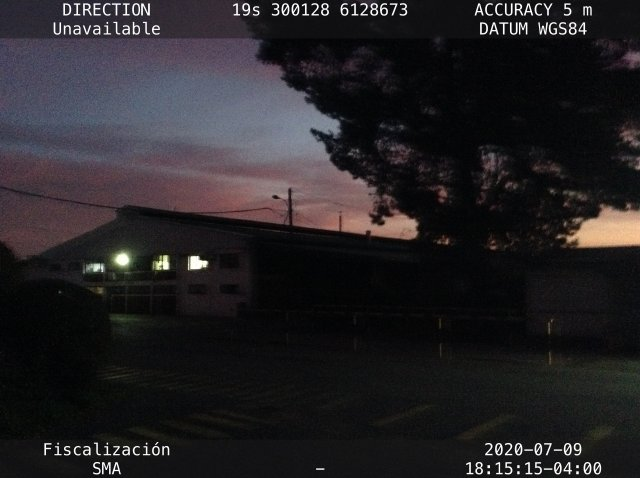 DIRECTION
Unavailable
19s 300128 6128673
ACCURACY 5 m
DATUM WGS84
Fiscalización
SMA
–
2020-07-09
18:15:15-04:00